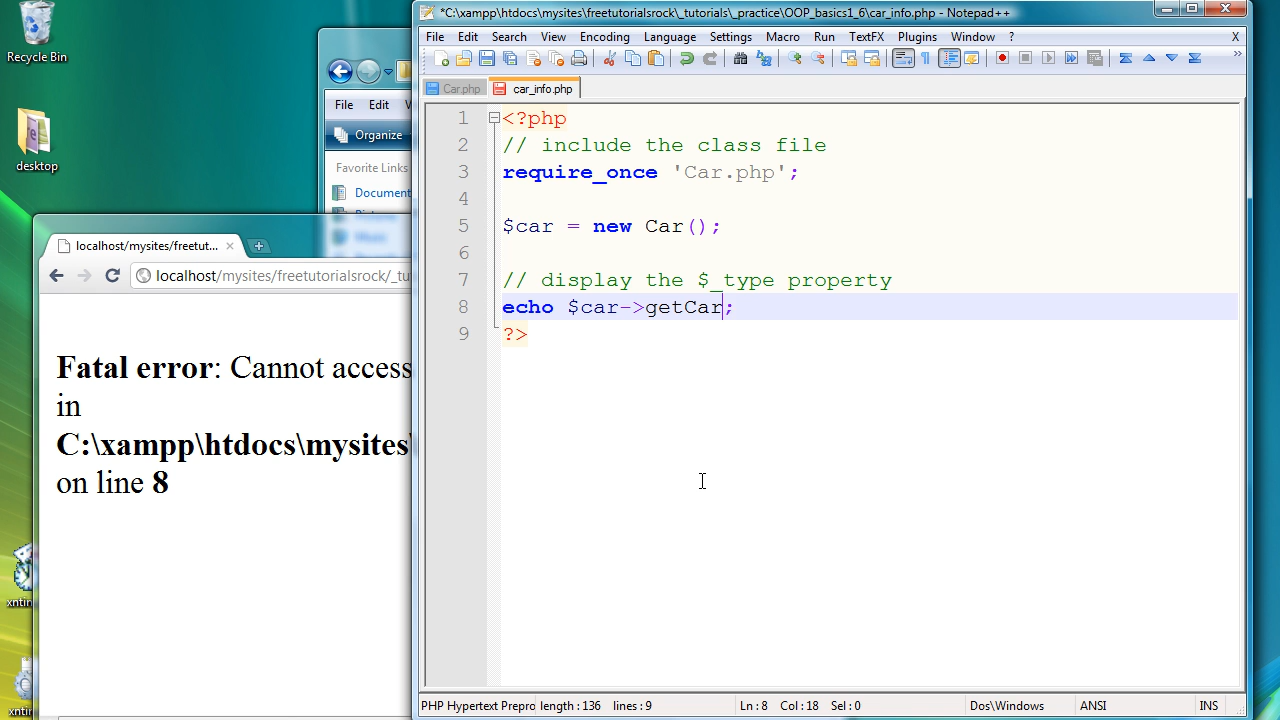 Recycle Bin
desktop
File Edit
Organize
Favorite Links
Document
localhost/mysites/freetut...
localhost/mysites/freetutorialsrock/_tu
Fatal error: Cannot access
in
C:\xampp\htdocs\mysites\
on line 8
*C:\xampp\htdocs\mysites\freetutorialsrock\_tutorials\_practice\OOP_basics1_6\car_info.php - Notepad++
File Edit Search View Encoding Language Settings Macro Run TextFX Plugins Window ? X
Car.php car_info.php
1 <?php
2 // include the class file
3 require_once 'Car.php';
4
5 $car = new Car();
6
7 // display the $_type property
8 echo $car->getCar;
9 ?>
PHP Hypertext Prepro length : 136 lines : 9 Ln : 8 Col : 18 Sel : 0 Dos\Windows ANSI INS